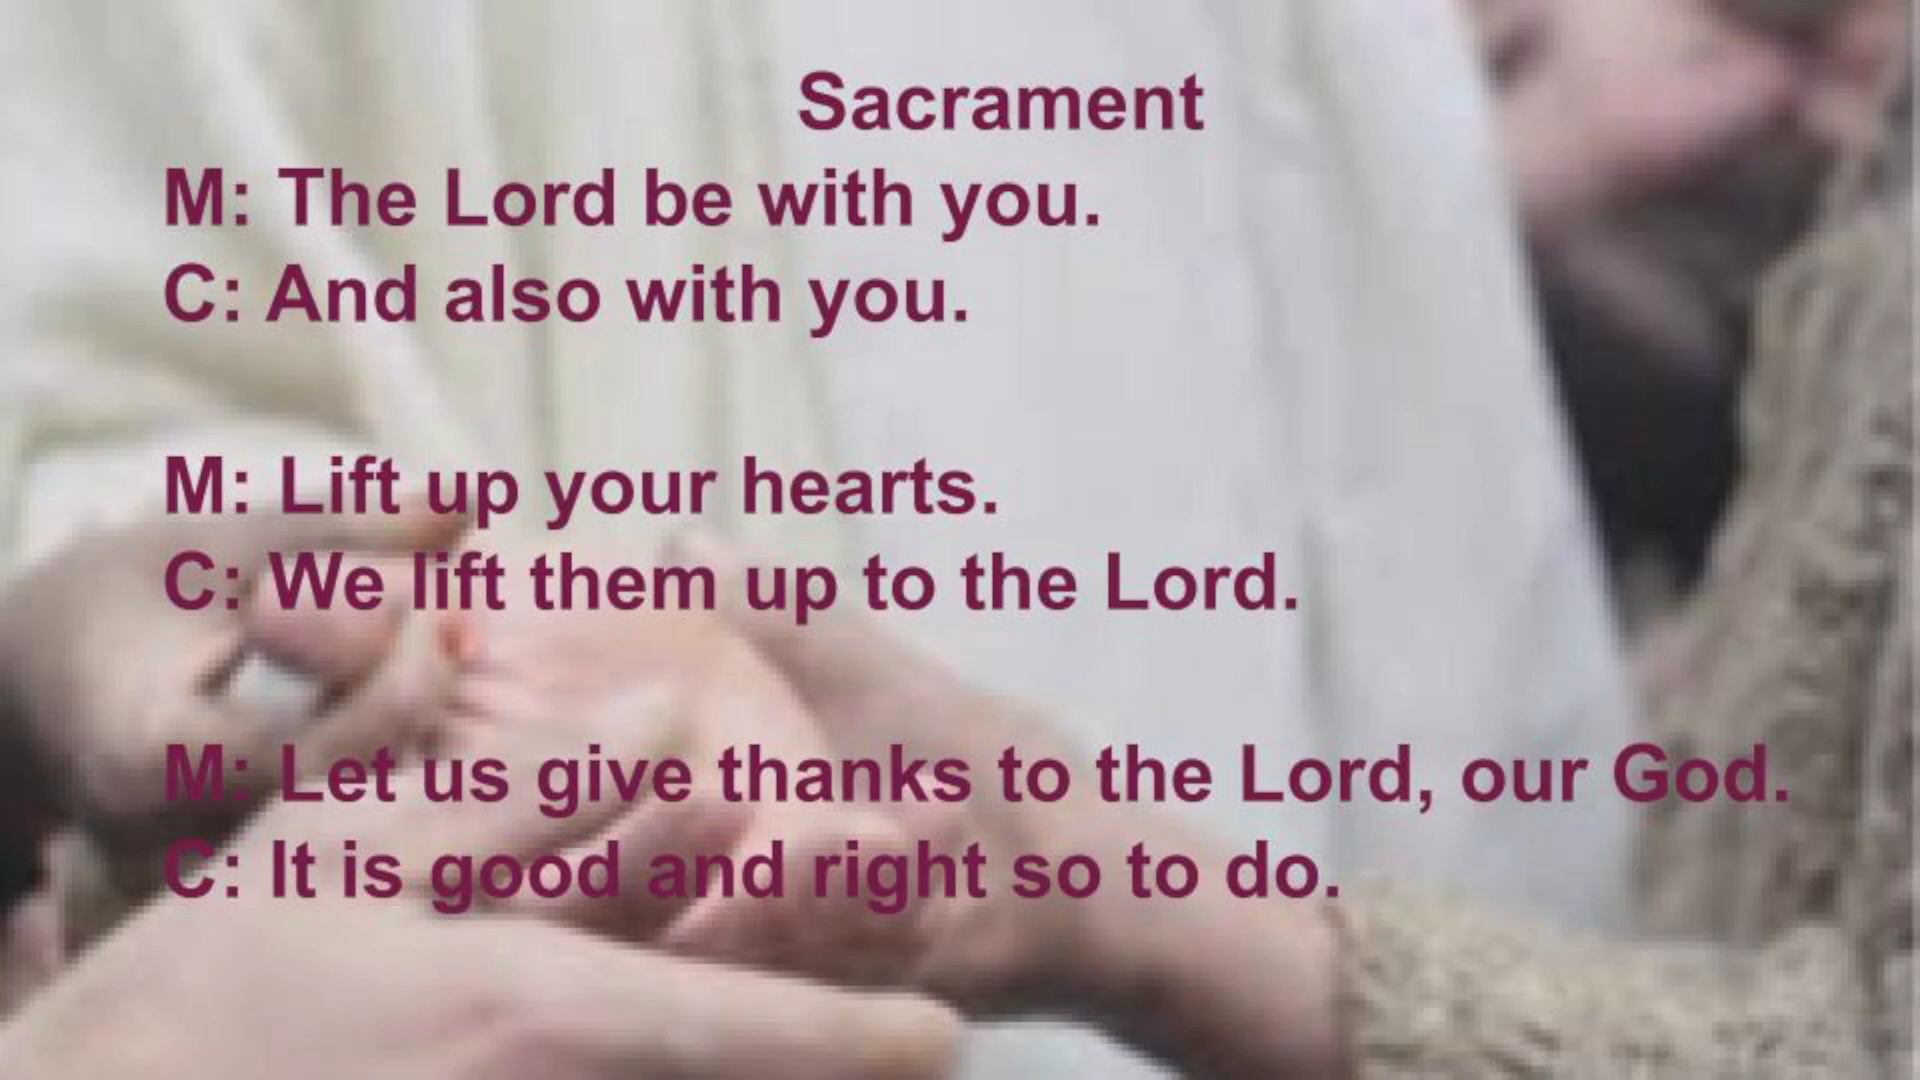 Sacrament
M: The Lord be with you.
C: And also with you.
M: Lift up your hearts.
C: We lift them up to the Lord.
M: Let us give thanks to the Lord, our God.
C: It is good and right so to do.